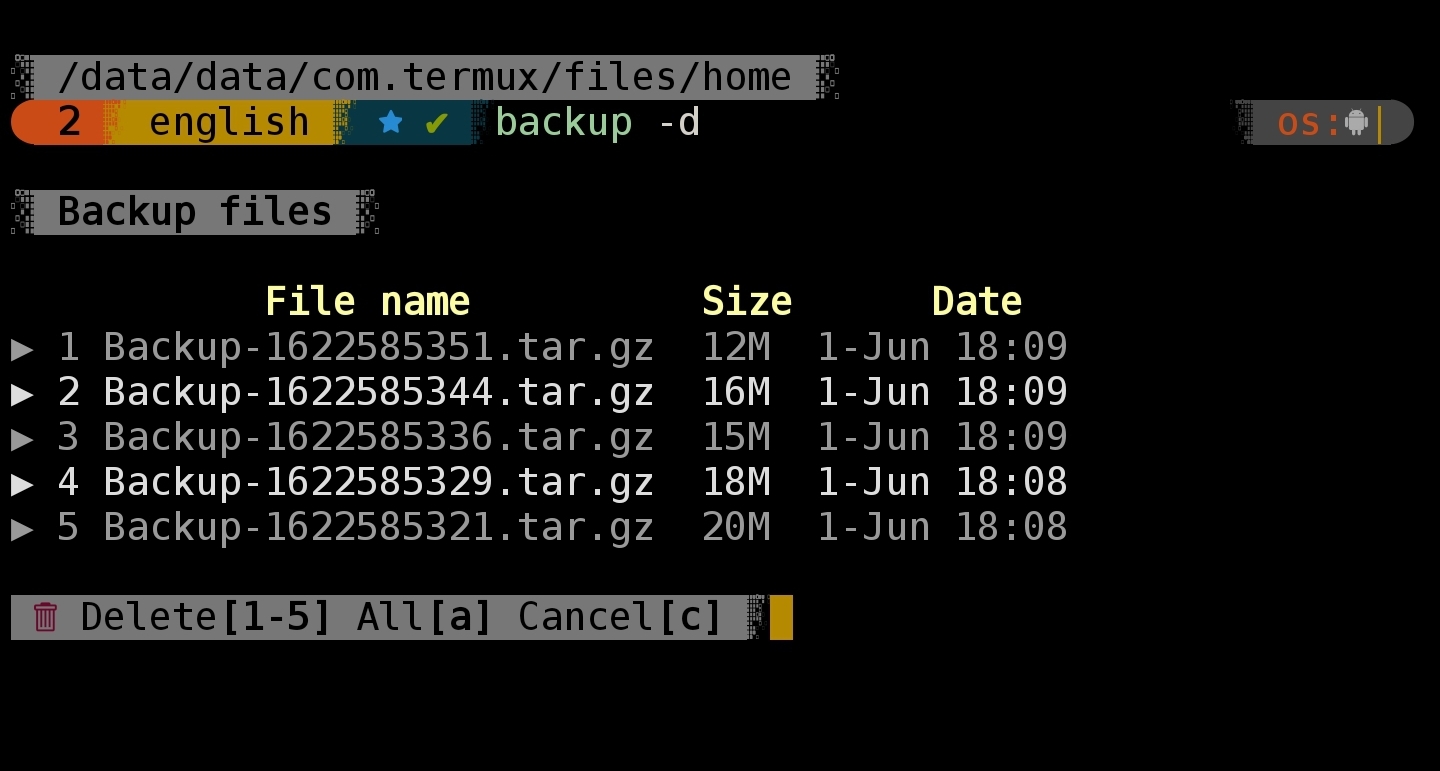 /data/data/com.termux/files/home
2 english ★ ✔ backup -d os:
Backup files
File name Size Date
▶ 1 Backup-1622585351.tar.gz 12M 1-Jun 18:09
▶ 2 Backup-1622585344.tar.gz 16M 1-Jun 18:09
▶ 3 Backup-1622585336.tar.gz 15M 1-Jun 18:09
▶ 4 Backup-1622585329.tar.gz 18M 1-Jun 18:08
▶ 5 Backup-1622585321.tar.gz 20M 1-Jun 18:08
Delete[1-5] All[a] Cancel[c]